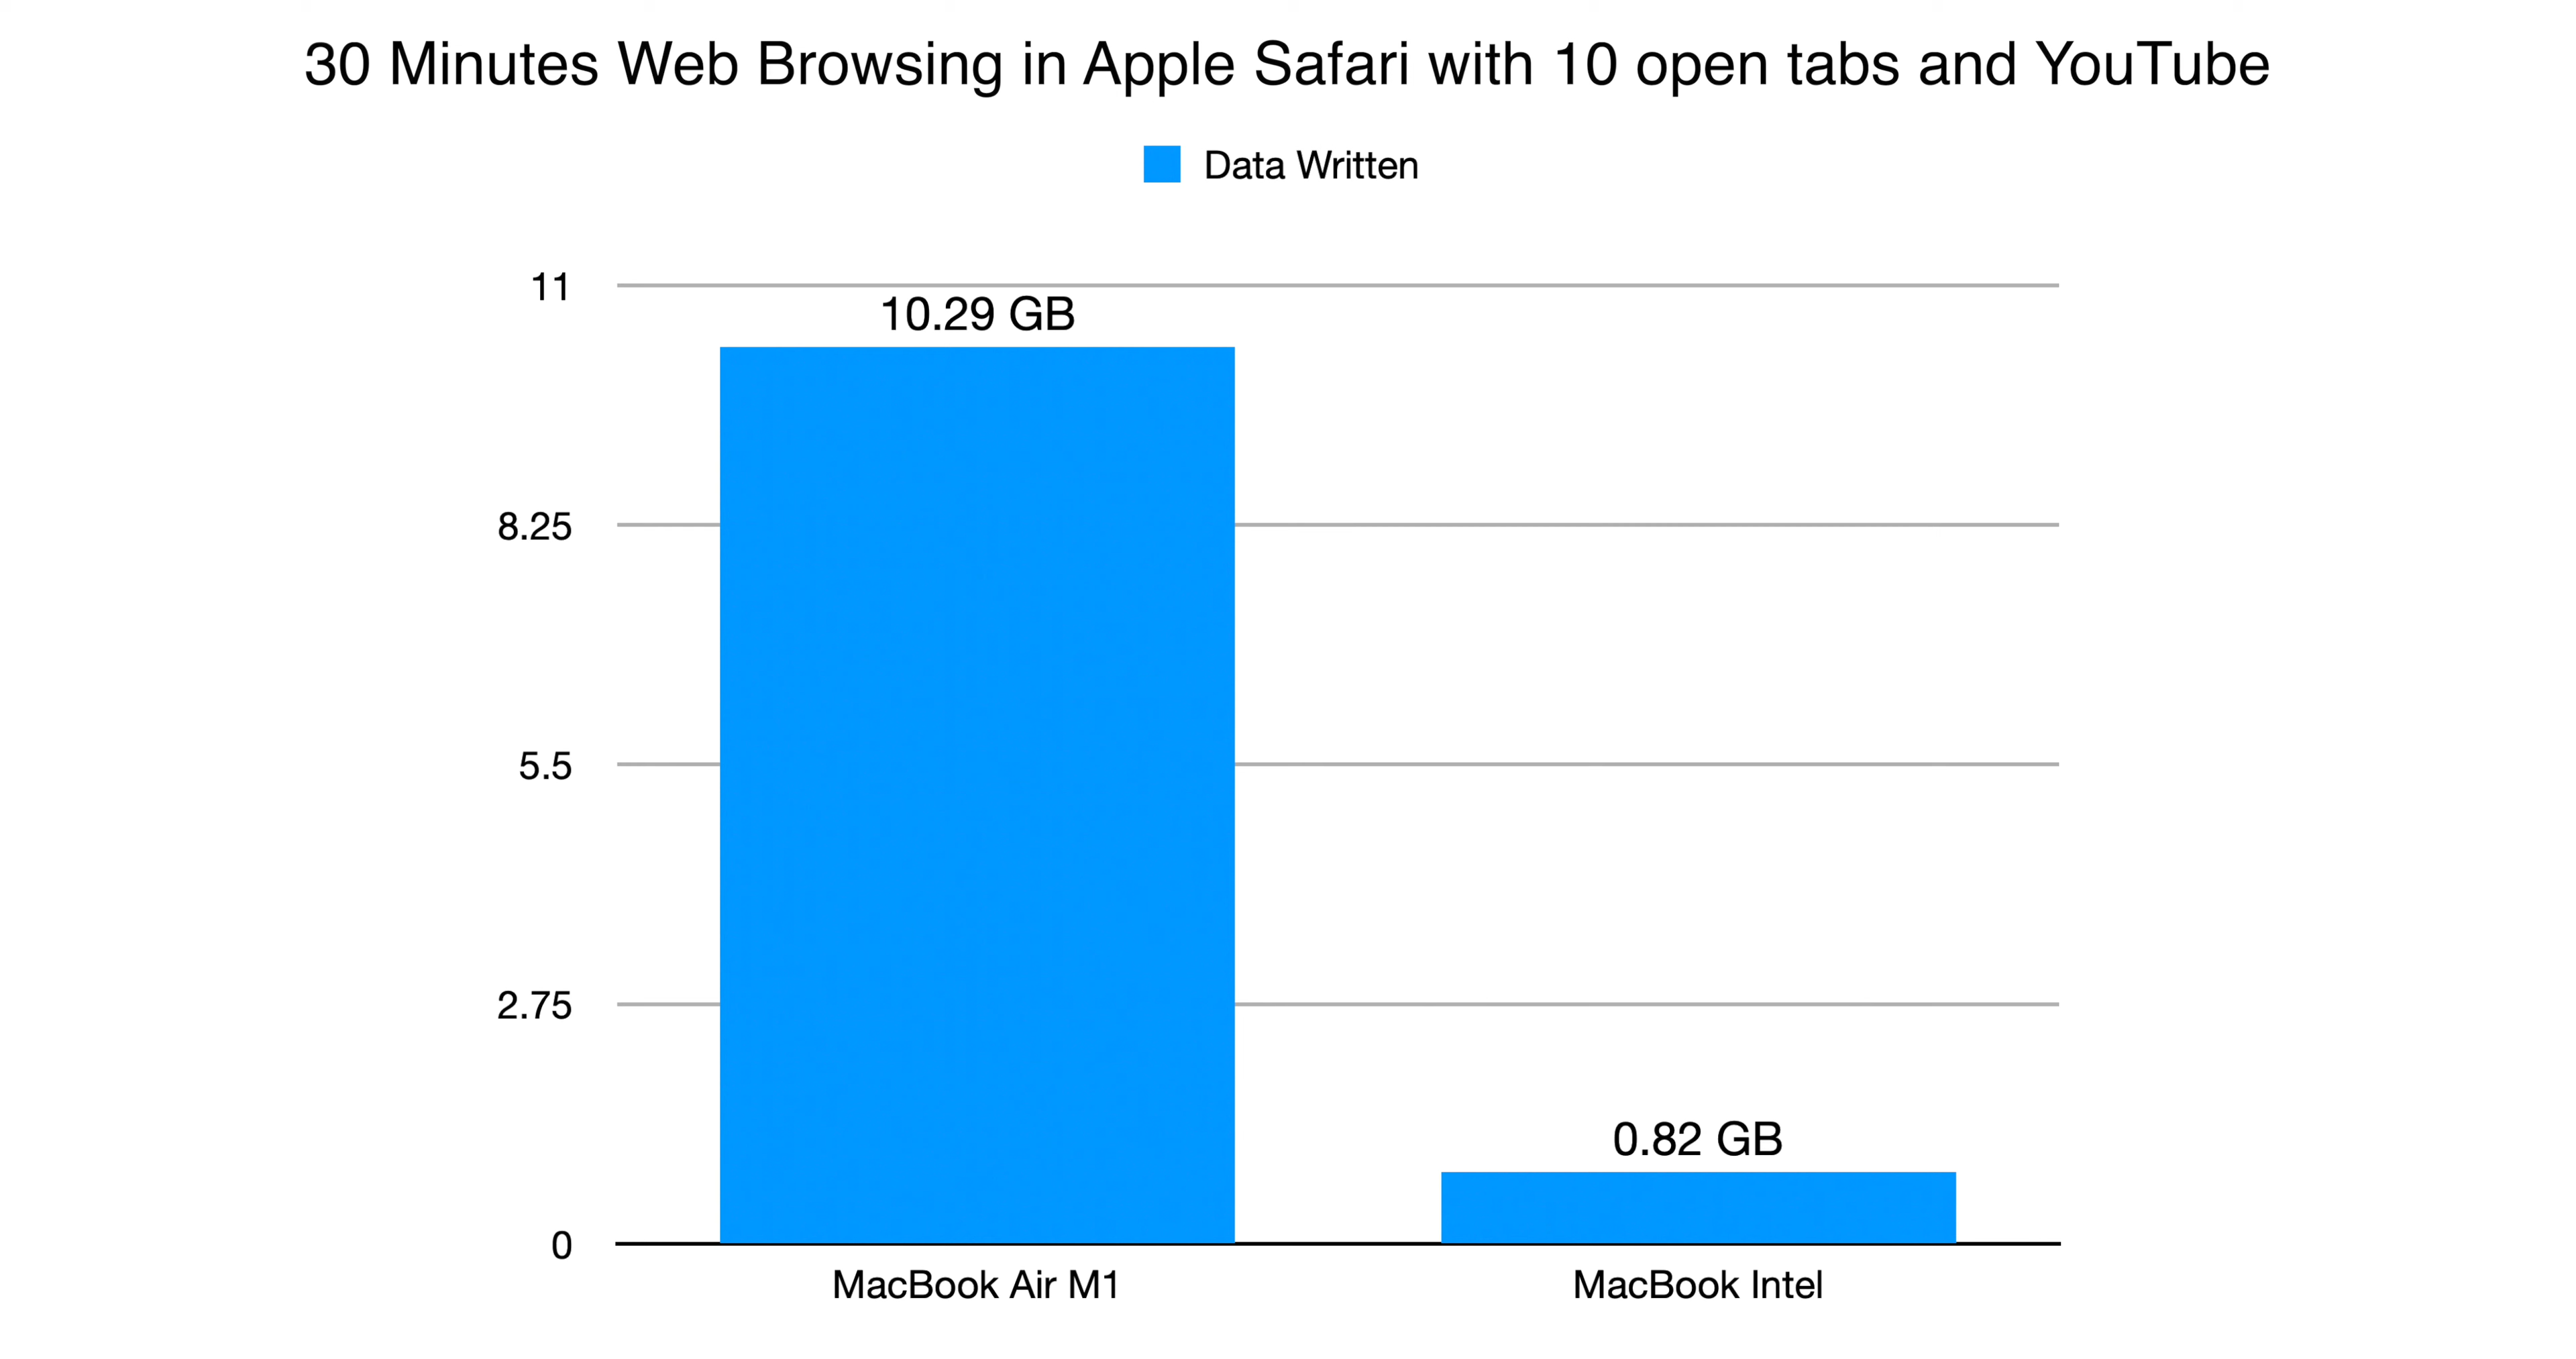 30 Minutes Web Browsing in Apple Safari with 10 open tabs and YouTube
Data Written
11
10.29 GB
8.25
5.5
2.75
0.82 GB
0
MacBook Air M1
MacBook Intel